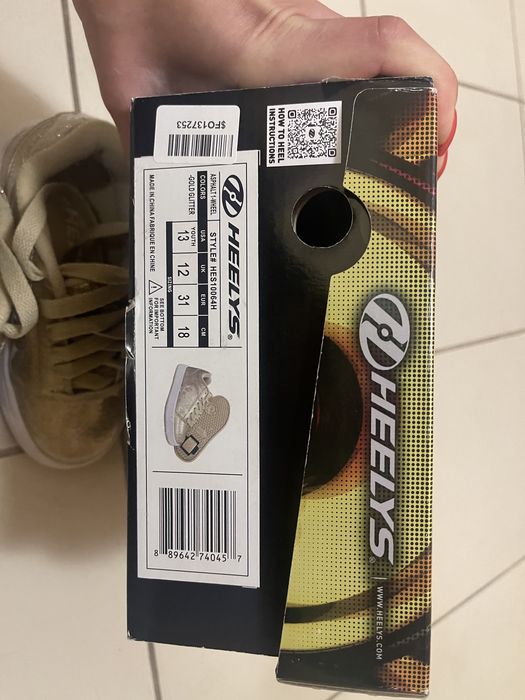 $FO1337253
HOW TO HEEL
INSTRUCTIONS
HEELYS®
ASPHALT 1-WHEEL
STYLE# HES10064H
COLORS
-GOLD GLITTER
USA
UK
EUR
CM
YOUTH
13
12
31
18
SIZING
MADE IN CHINA FABRIQUE EN CHINE
SEE BOTTOM
FOR IMPORTANT
INFORMATION
8 89642 74045 7
HEELYS®
WWW.HEELYS.COM